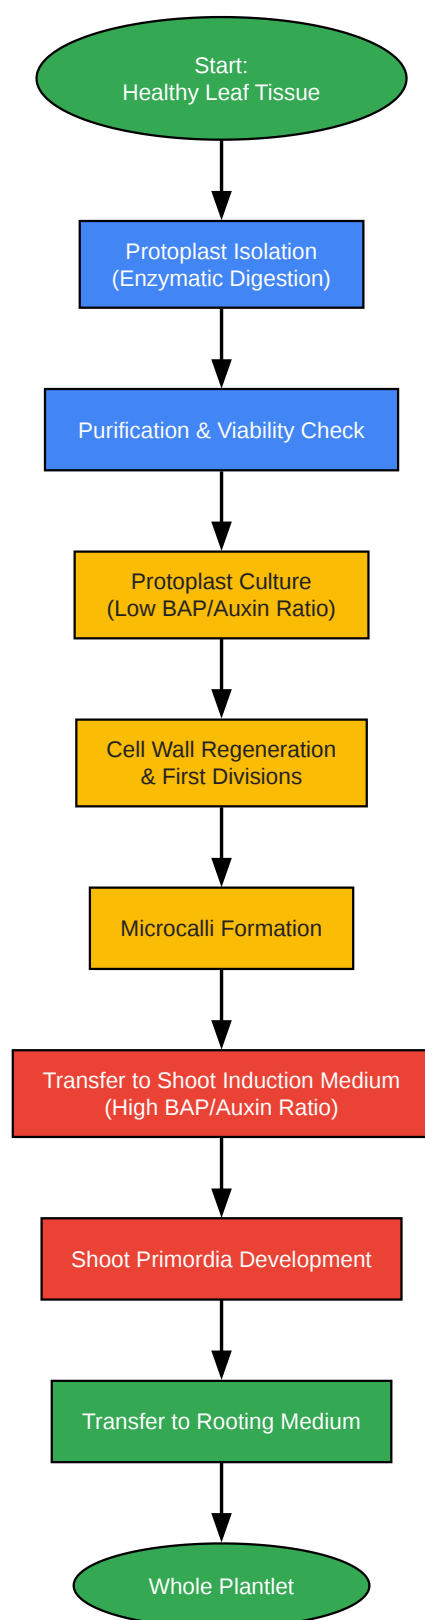 Start:
Healthy Leaf Tissue
Protoplast Isolation
(Enzymatic Digestion)
Purification & Viability Check
Protoplast Culture
(Low BAP/Auxin Ratio)
Cell Wall Regeneration
& First Divisions
Microcalli Formation
Transfer to Shoot Induction Medium
(High BAP/Auxin Ratio)
Shoot Primordia Development
Transfer to Rooting Medium
Whole Plantlet